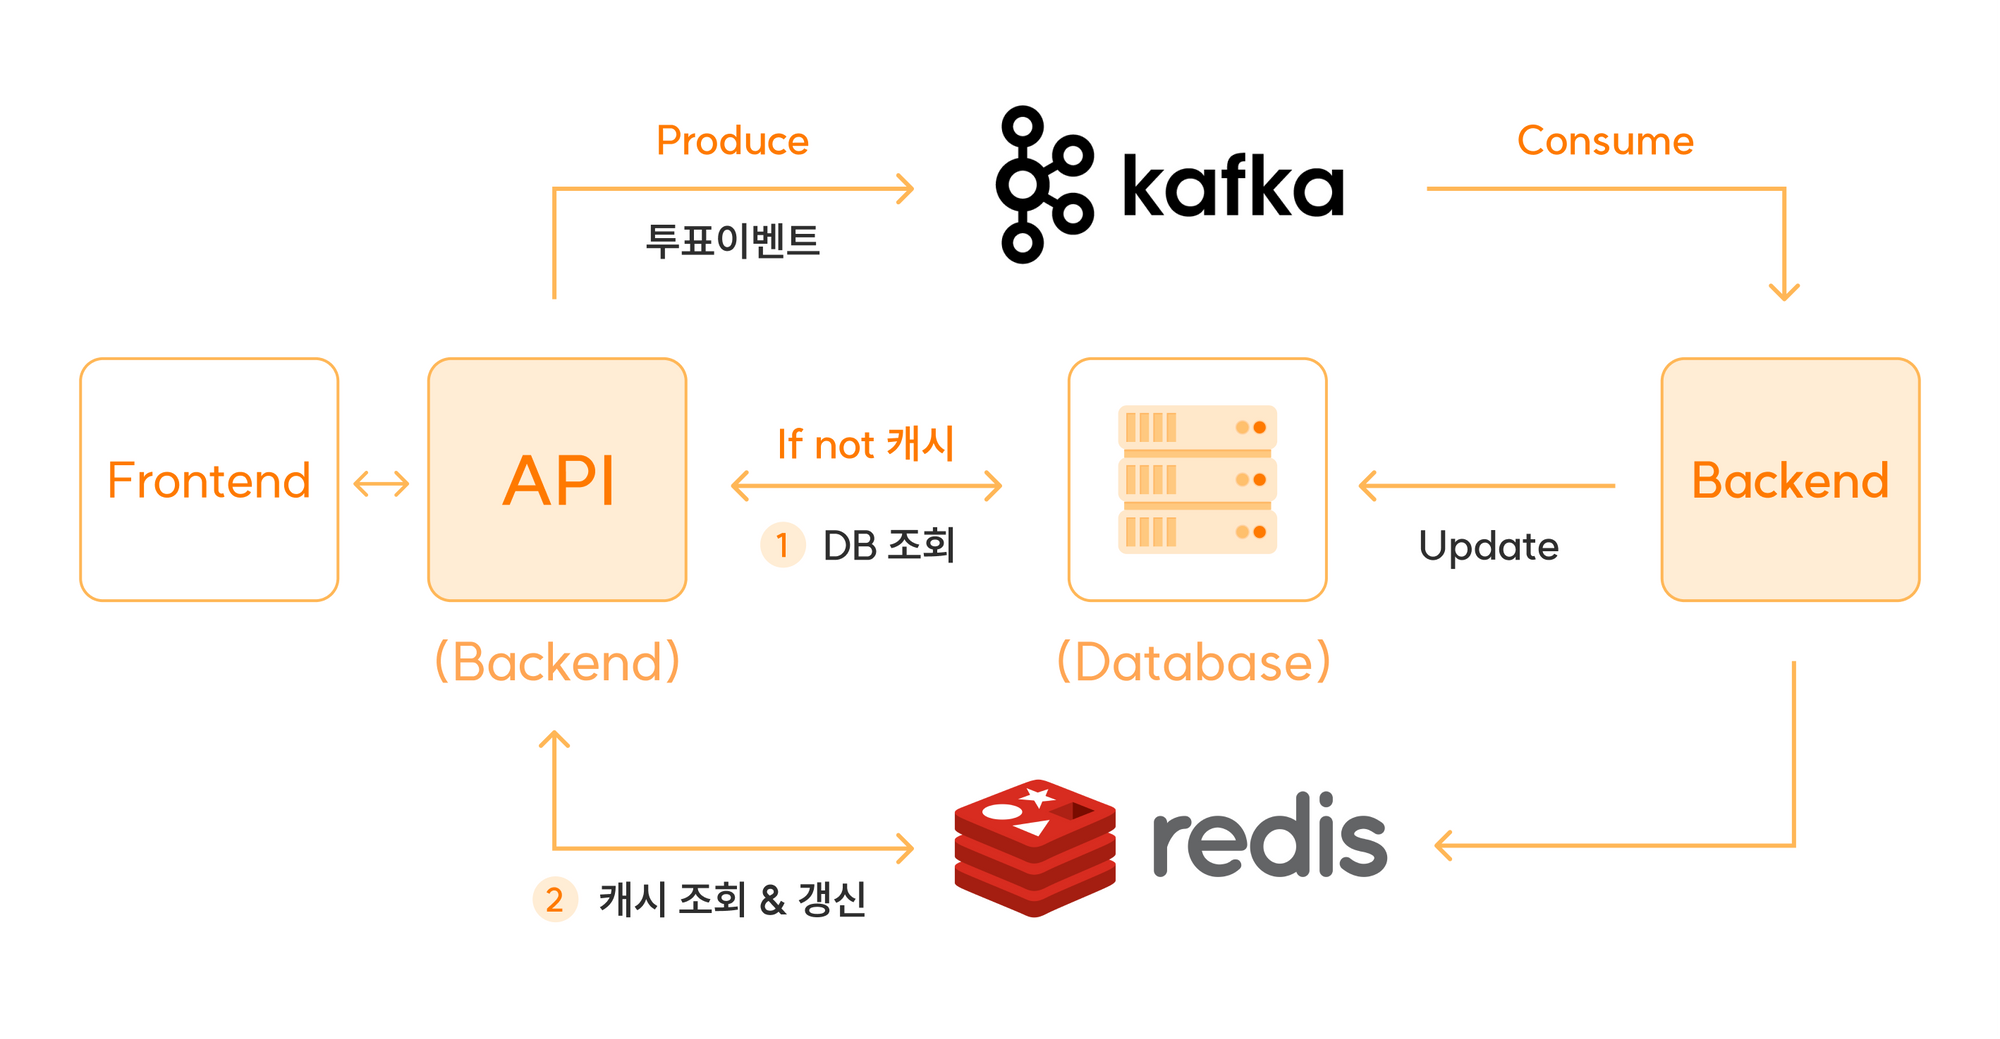 Produce
kafka
Consume
투표이벤트
Frontend
API
If not 캐시
1 DB 조회
Update
Backend
(Backend)
(Database)
redis
2 캐시 조회 & 갱신